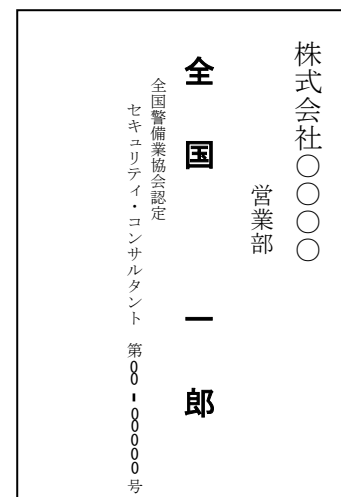 株式会社○○○○
営業部
全国 一郎
全国警備業協会認定
セキュリティ・コンサルタント 第00-00000号